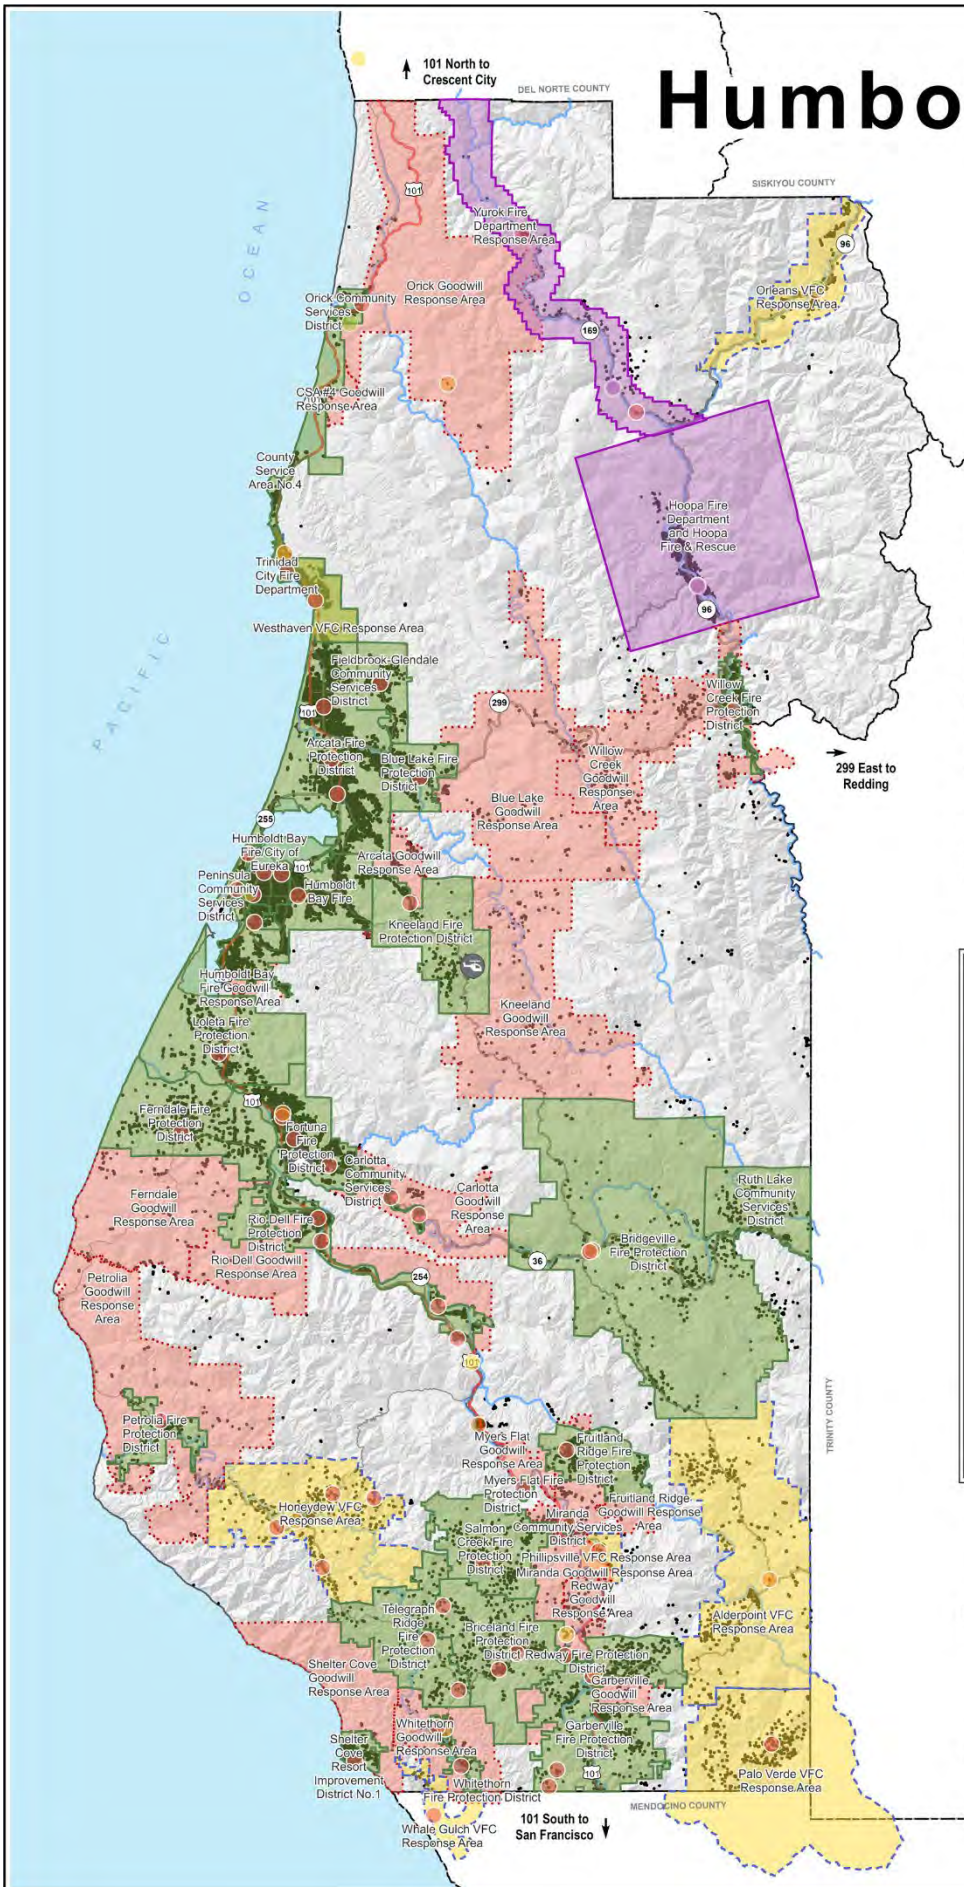 101 North to
Crescent City
DEL NORTE COUNTY
Humbo
SISKIYOU COUNTY
OCEAN
PACIFIC
101
Yurok Fire
Department
Response Area
96
Orick Goodwill
Response Area
Orleans VFC
Response Area
Orick Community
Services
District
169
CSA #4 Goodwill
Response Area
101
County
Service
Area No.4
Hoopa Fire
Department
and Hoopa
Fire & Rescue
Trinidad
City Fire
Department
96
Westhaven VFC Response Area
Fieldbrook-Glendale
Community
Services
District
Willow
Creek Fire
Protection
District
299
101
Arcata Fire
Protection
District
Blue Lake Fire
Protection
District
Willow
Creek
Goodwill
Response
Area
299 East to
Redding
Blue Lake
Goodwill
Response Area
255
Humboldt Bay
Fire/City of
Eureka
101
Arcata Goodwill
Response Area
Peninsula
Community
Services
District
Humboldt
Bay Fire
Kneeland Fire
Protection District
Humboldt Bay
Fire Goodwill
Response Area
Kneeland
Goodwill
Response Area
Loleta Fire
Protection
District
101
Ferndale Fire
Protection
District
Fortuna
Fire
Protection
District
Carlotta
Community
Services
District
Carlotta
Goodwill
Response
Area
Ruth Lake
Community
Services
District
Ferndale
Goodwill
Response Area
Rio Dell Fire
Protection
District
Rio Dell Goodwill
Response Area
Bridgeville
Fire Protection
District
36
254
Petrolia
Goodwill
Response
Area
101
TRINITY COUNTY
Petrolia Fire
Protection
District
Myers Flat
Goodwill
Response Area
Fruitland
Ridge Fire
Protection
District
Myers Flat Fire
Protection
District
Honeydew VFC
Response Area
Fruitland Ridge
Goodwill Response
Area
Miranda
Community Services
District
Salmon
Creek Fire
Protection
District
Phillipsville VFC Response Area
Miranda Goodwill Response Area
Redway
Goodwill
Response Area
Telegraph
Ridge
Fire
Protection
District
Briceland Fire
Protection
District
Redway Fire Protection
District
Alderpoint VFC
Response Area
Shelter Cove
Goodwill
Response Area
Garberville
Goodwill
Response Area
Whitethorn
Goodwill
Response Area
Garberville
Fire Protection
District
Shelter
Cove
Resort
Improvement
District No.1
101
Whitethorn
Fire Protection District
Palo Verde VFC
Response Area
MENDOCINO COUNTY
101 South to
San Francisco
Whale Gulch VFC
Response Area